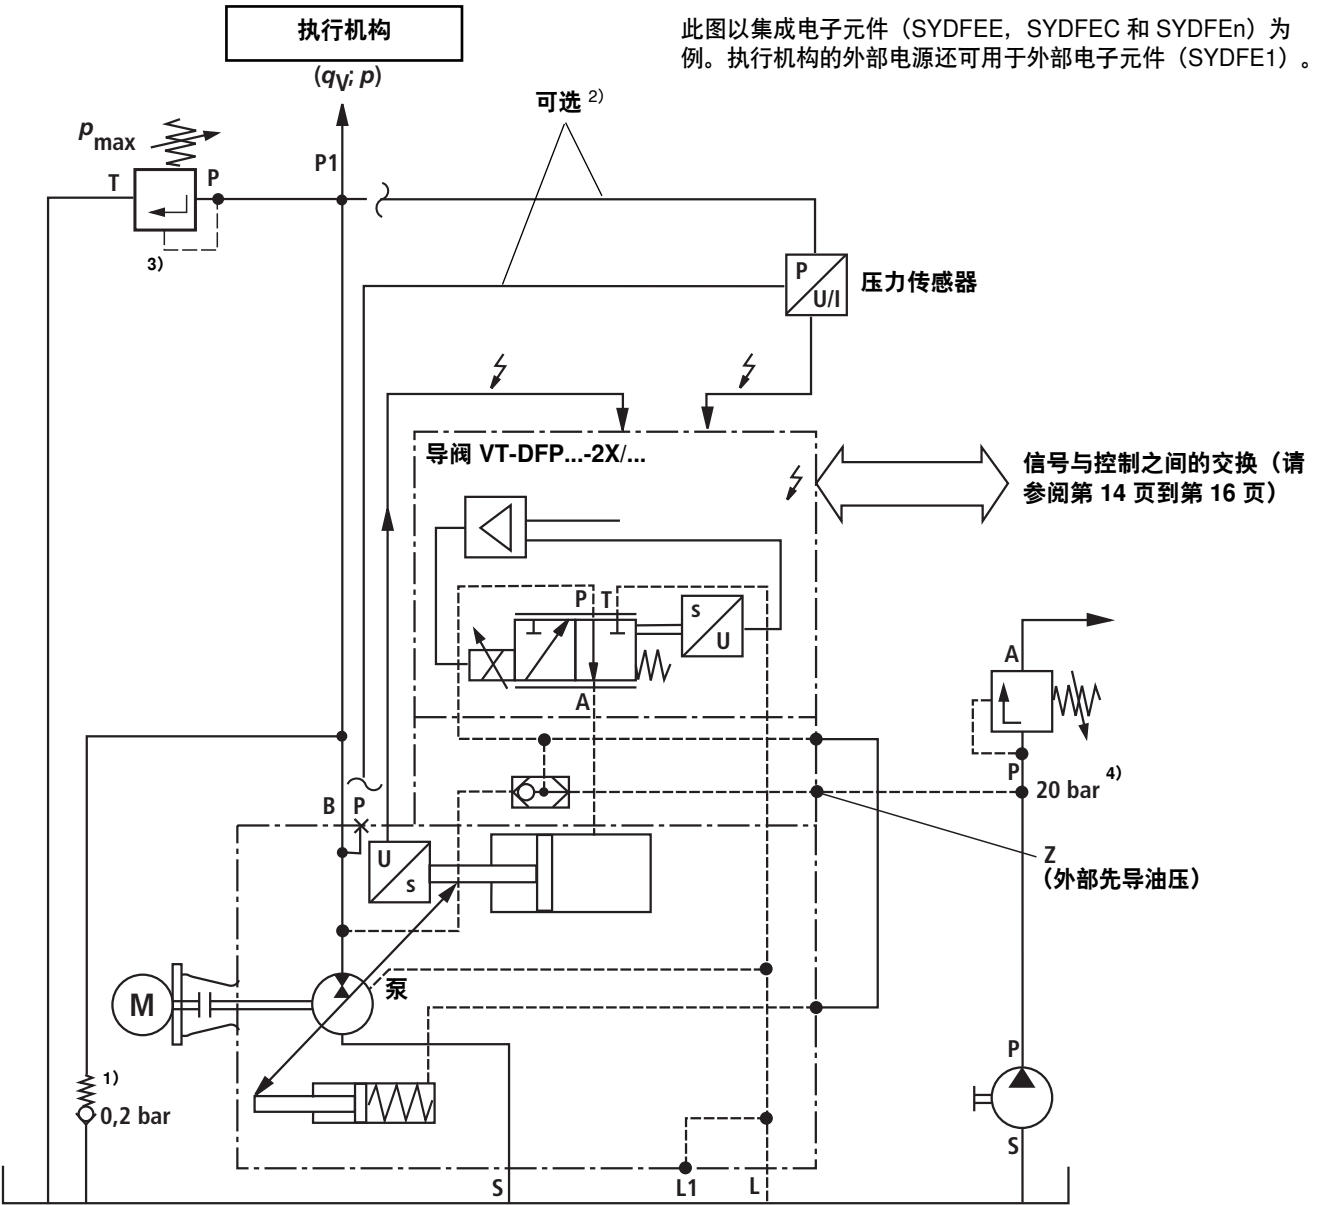 执行机构
(qV; p)
此图以集成电子元件（SYDFEE，SYDFEC 和 SYDFEn）为
例。执行机构的外部电源还可用于外部电子元件（SYDFE1）。
可选 2)
pmax
T
P
P1
3)
P
U/I
压力传感器
导阀 VT-DFP...-2X/...
信号与控制之间的交换（请
参阅第 14 页到第 16 页）
P
T
s
U
A
A
P
20 bar 4)
B
P
U
s
Z
（外部先导油压）
M
泵
1)
0,2 bar
P
S
S
L1
L